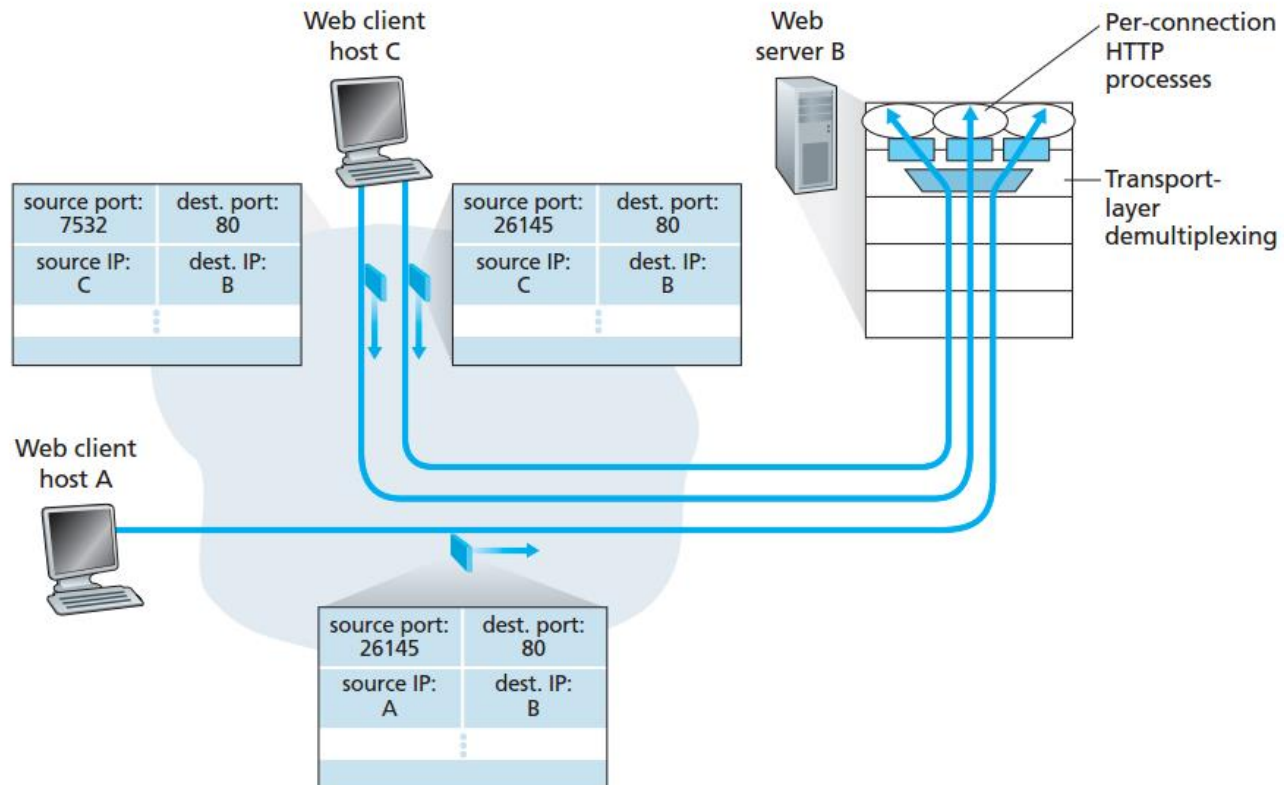 Web client
host C
Web
server B
Per-connection
HTTP
processes
Transport-
layer
demultiplexing
source port:
7532
dest. port:
80
source IP:
C
dest. IP:
B
source port:
26145
dest. port:
80
source IP:
C
dest. IP:
B
Web client
host A
source port:
26145
dest. port:
80
source IP:
A
dest. IP:
B